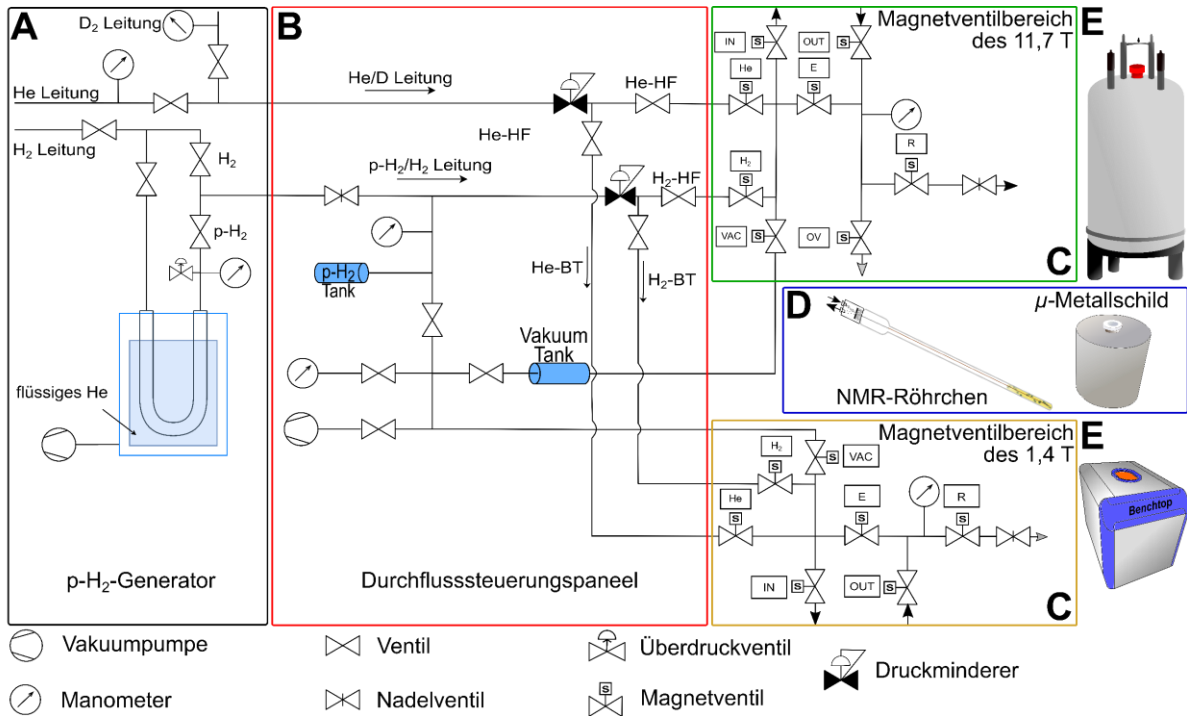 A
D₂ Leitung
He Leitung
H₂ Leitung
H₂
p-H₂
flüssiges He
p-H₂-Generator
B
He/D Leitung
He-HF
He-HF
p-H₂/H₂ Leitung
H₂-HF
p-H₂
Tank
He-BT
H₂-BT
Vakuum
Tank
Durchflusssteuerungspaneel
Magnetventilbereich
des 11,7 T
IN
S
OUT
S
He
S
E
S
H₂
S
R
S
VAC
S
OV
S
C
E
D
NMR-Röhrchen
µ-Metallschild
Magnetventilbereich
des 1,4 T
H₂
S
S
VAC
He
S
E
S
R
S
IN
S
OUT
S
C
E
Benchtop
Vakuumpumpe
Ventil
Überdruckventil
Druckminderer
Manometer
Nadelventil
S
Magnetventil